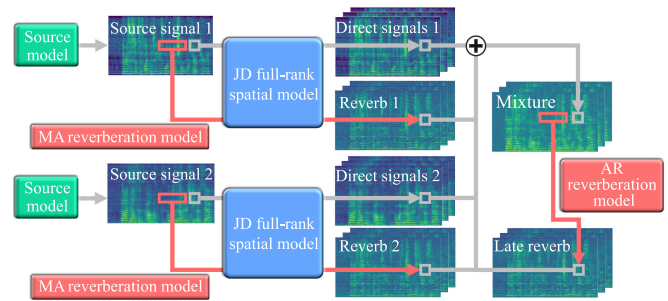 Source
model
Source signal 1
JD full-rank
spatial model
Direct signals 1
Reverb 1
MA reverberation model
Mixture
AR
reverberation
model
Source
model
Source signal 2
JD full-rank
spatial model
Direct signals 2
Reverb 2
MA reverberation model
Late reverb